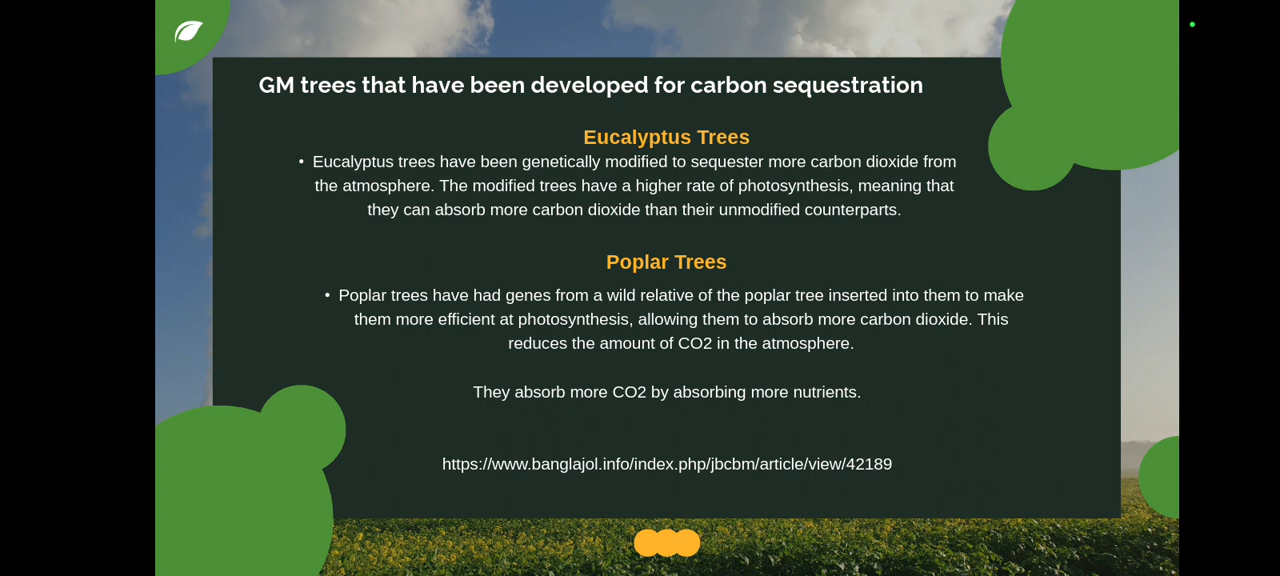 GM trees that have been developed for carbon sequestration
Eucalyptus Trees
• Eucalyptus trees have been genetically modified to sequester more carbon dioxide from
the atmosphere. The modified trees have a higher rate of photosynthesis, meaning that
they can absorb more carbon dioxide than their unmodified counterparts.
Poplar Trees
• Poplar trees have had genes from a wild relative of the poplar tree inserted into them to make
them more efficient at photosynthesis, allowing them to absorb more carbon dioxide. This
reduces the amount of CO2 in the atmosphere.
They absorb more CO2 by absorbing more nutrients.
https://www.banglajol.info/index.php/jbcbm/article/view/42189